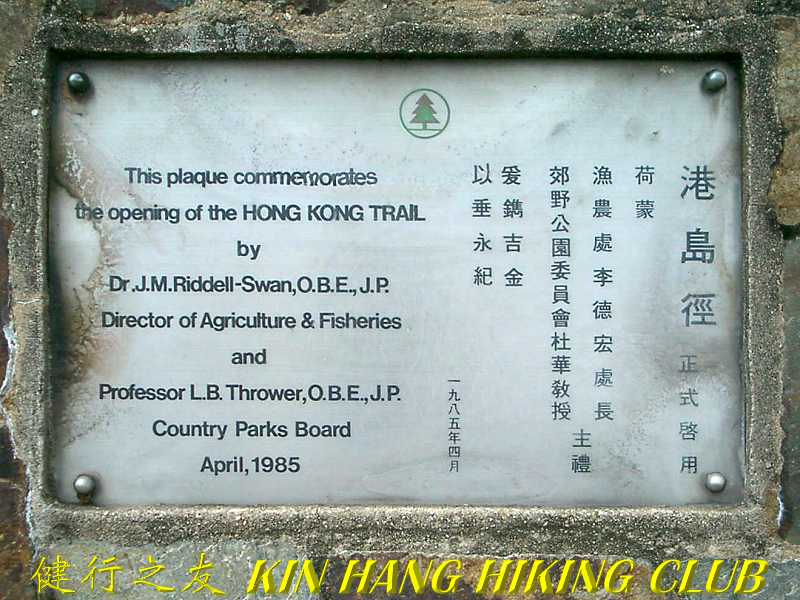 This plaque commemorates
the opening of the HONG KONG TRAIL
by
Dr.J.M.Riddell-Swan,O.B.E.,J.P.
Director of Agriculture & Fisheries
and
Professor L.B. Thrower,O.B.E.,J.P.
Country Parks Board
April,1985
港島徑 正式啓用
荷蒙
漁農處李德宏處長
郊野公園委員會杜華教授
主禮
爰鐫吉金
以垂永紀
一九八五年四月
健行之友 KIN HANG HIKING CLUB